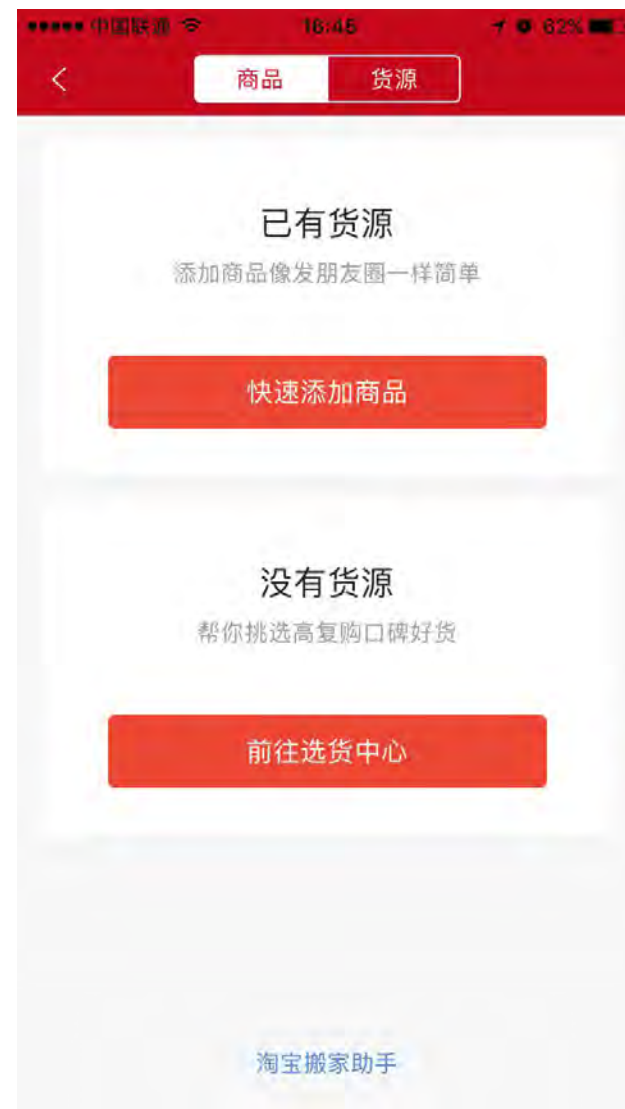 中国联通 16:45 62%
商品 货源
已有货源
添加商品像发朋友圈一样简单
快速添加商品
没有货源
帮你挑选高复购口碑好货
前往选货中心
淘宝搬家助手